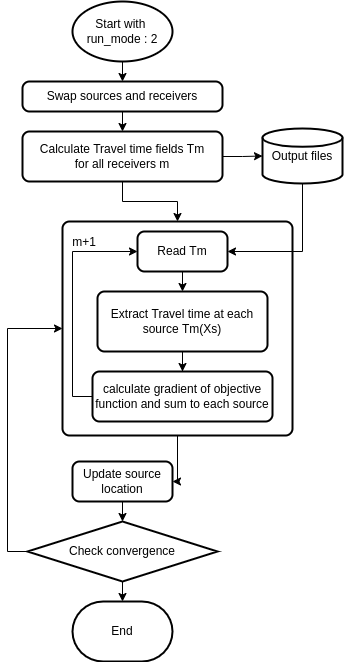 Start with
run_mode : 2
Swap sources and receivers
Calculate Travel time fields Tm
for all receivers m
Output files
m+1
Read Tm
Extract Travel time at each
source Tm(Xs)
calculate gradient of objective
function and sum to each source
Update source
location
Check convergence
End